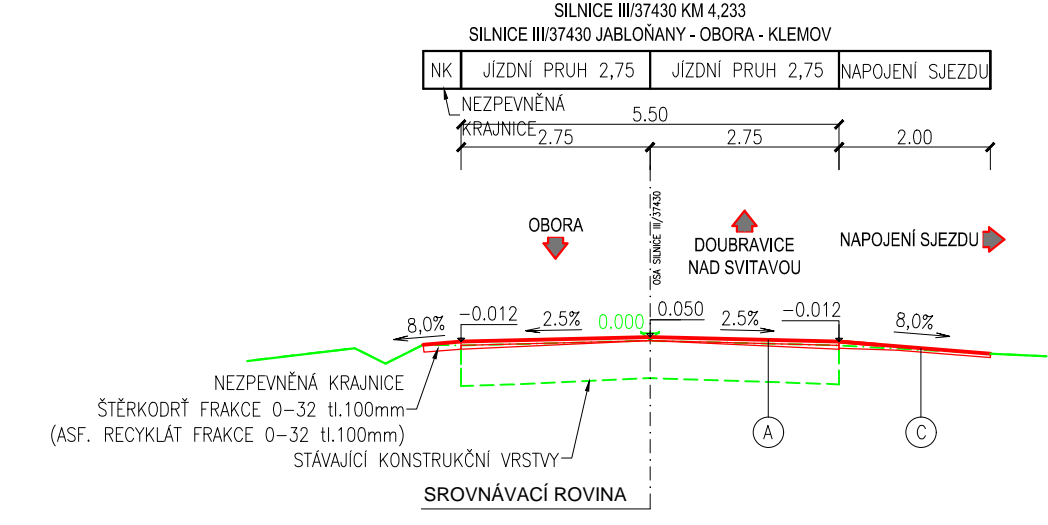 SILNICE III/37430 KM 4,233
SILNICE III/37430 JABLOŇANY - OBORA - KLEMOV
NK
JÍZDNÍ PRUH 2,75
JÍZDNÍ PRUH 2,75
NAPOJENÍ SJEZDU
NEZPEVNĚNÁ
KRAJNICE
5.50
2.75
2.75
2.00
OSA SILNICE III/37430
OBORA
DOUBRAVICE
NAD SVITAVOU
NAPOJENÍ SJEZDU
8,0%
-0.012
2.5%
0.000
0.050
2.5%
-0.012
8,0%
NEZPEVNĚNÁ KRAJNICE
ŠTĚRKODRŤ FRAKCE 0-32 tl.100mm
(ASF. RECYKLÁT FRAKCE 0-32 tl.100mm)
STÁVAJÍCÍ KONSTRUKČNÍ VRSTVY
A
C
SROVNÁVACÍ ROVINA